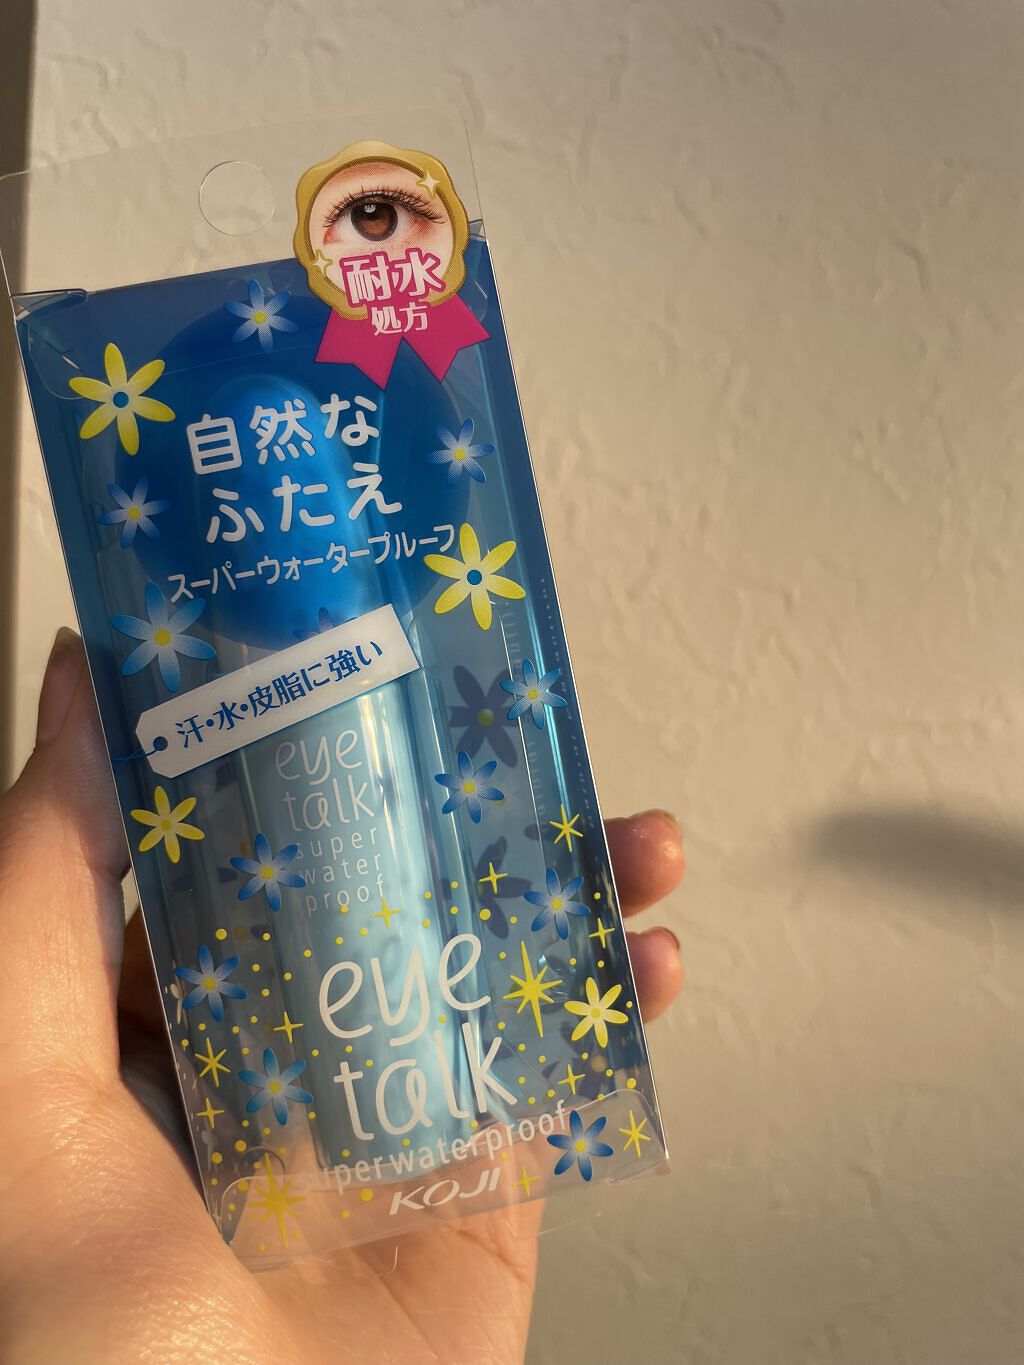 耐水
処方
自然な
ふたえ
スーパーウォータープルーフ
汗・水・皮脂に強い
eye
talk
super
water
proof
eye
talk
super waterproof
KOJI